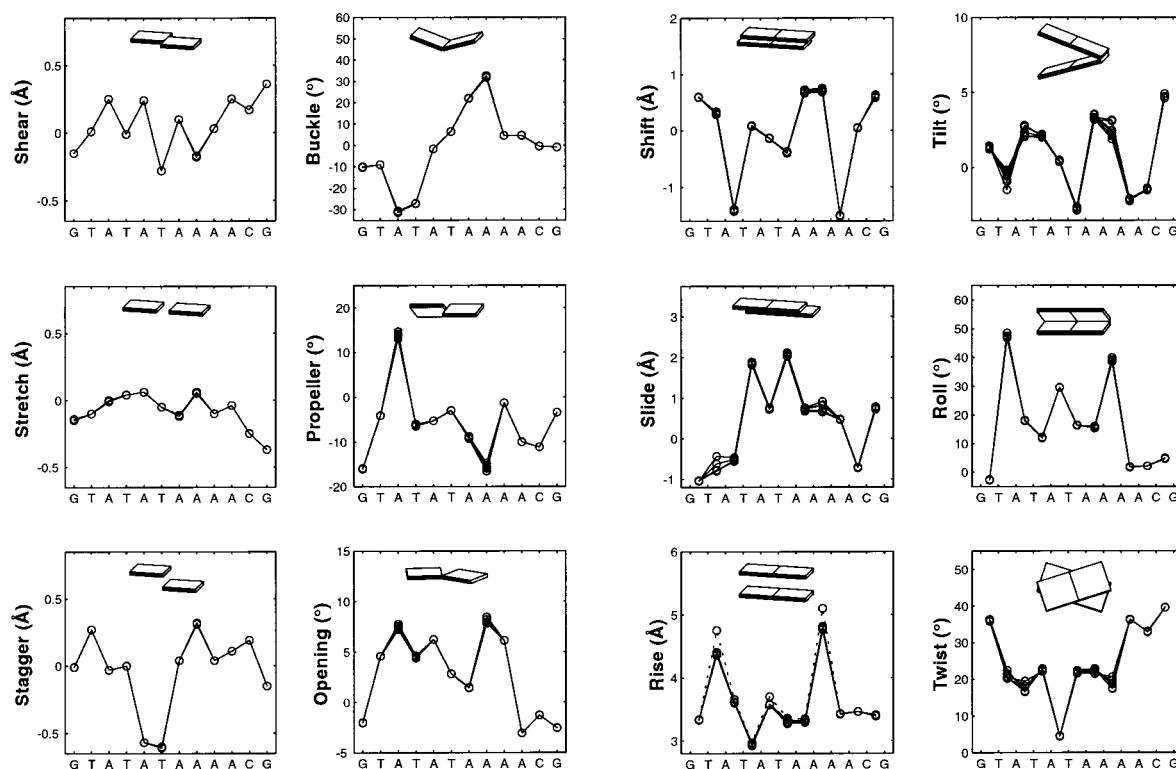 Shear (Å)
0.5
0
-0.5
G T A T A T A A A A C G
Buckle (°)
60
50
40
30
20
10
0
-10
-20
-30
G T A T A T A A A A C G
Shift (Å)
2
1
0
-1
G T A T A T A A A A C G
Tilt (°)
10
5
0
G T A T A T A A A A C G
Stretch (Å)
0.5
0
-0.5
G T A T A T A A A A C G
Propeller (°)
20
10
0
-10
-20
G T A T A T A A A A C G
Slide (Å)
3
2
1
0
-1
G T A T A T A A A A C G
Roll (°)
60
50
40
30
20
10
0
G T A T A T A A A A C G
Stagger (Å)
0.5
0
-0.5
G T A T A T A A A A C G
Opening (°)
15
10
5
0
-5
G T A T A T A A A A C G
Rise (Å)
6
5
4
3
G T A T A T A A A A C G
Twist (°)
50
40
30
20
10
0
G T A T A T A A A A C G